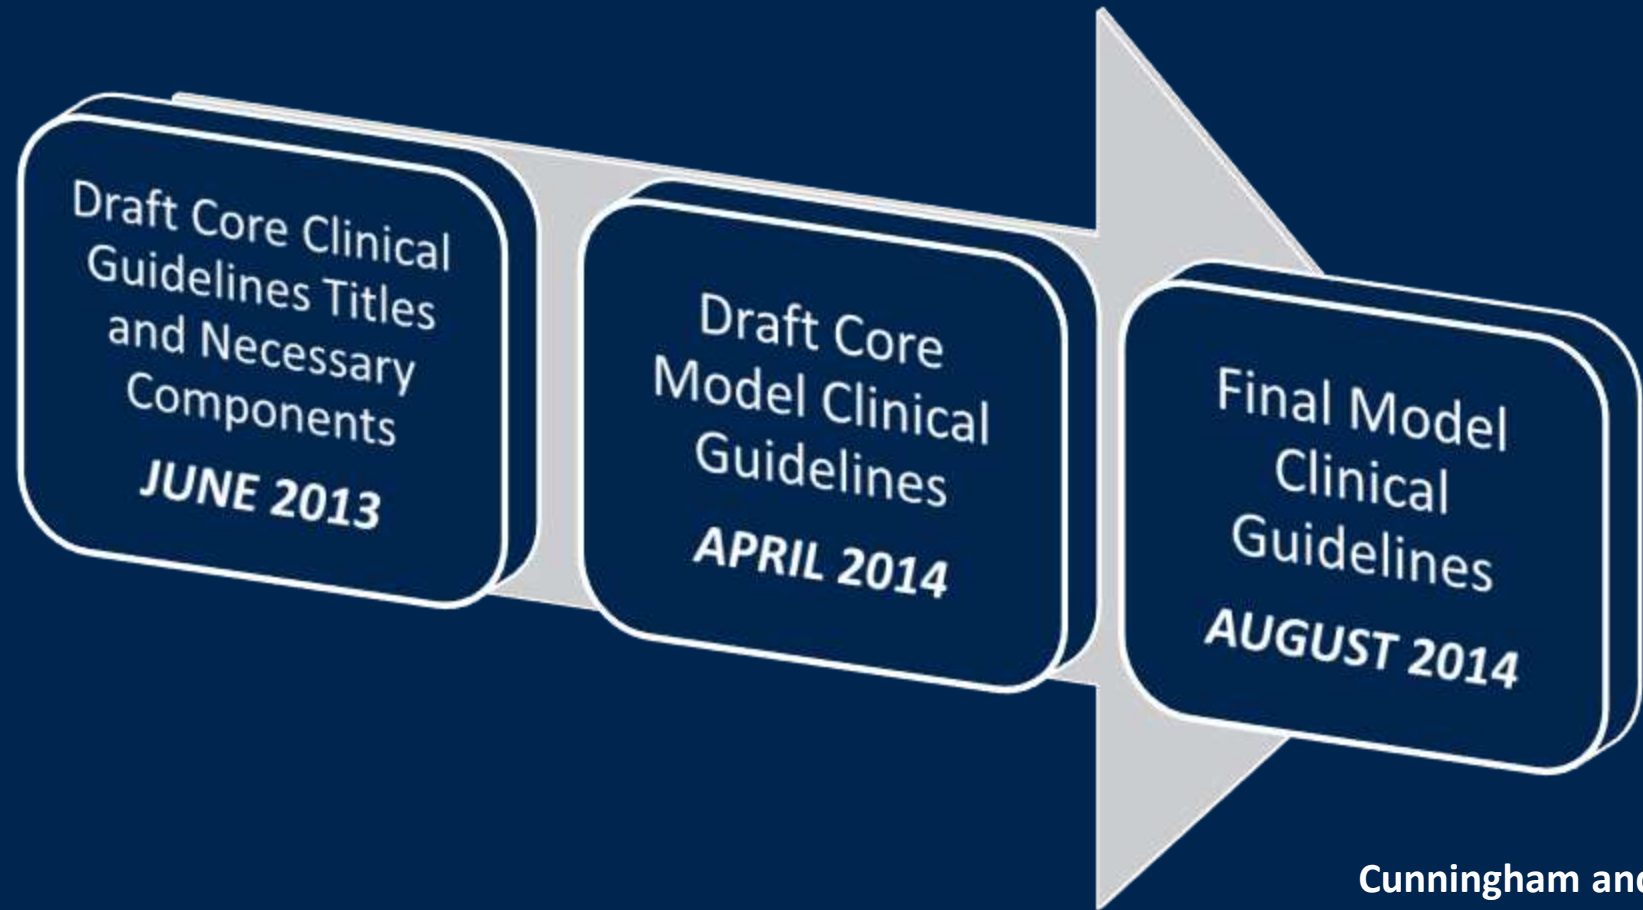 Draft Core Clinical
Guidelines Titles
and Necessary
Components
JUNE 2013
Draft Core
Model Clinical
Guidelines
APRIL 2014
Final Model
Clinical
Guidelines
AUGUST 2014
Cunningham and